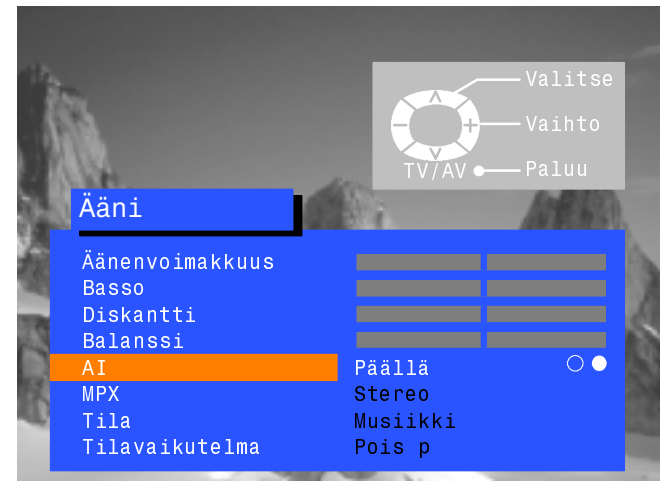 Valitse
Vaihto
TV/AV Paluu
Ääni
Äänenvoimakkuus
Basso
Diskantti
Balanssi
AI Päällä
MPX Stereo
Tila Musiikki
Tilavaikutelma Pois p